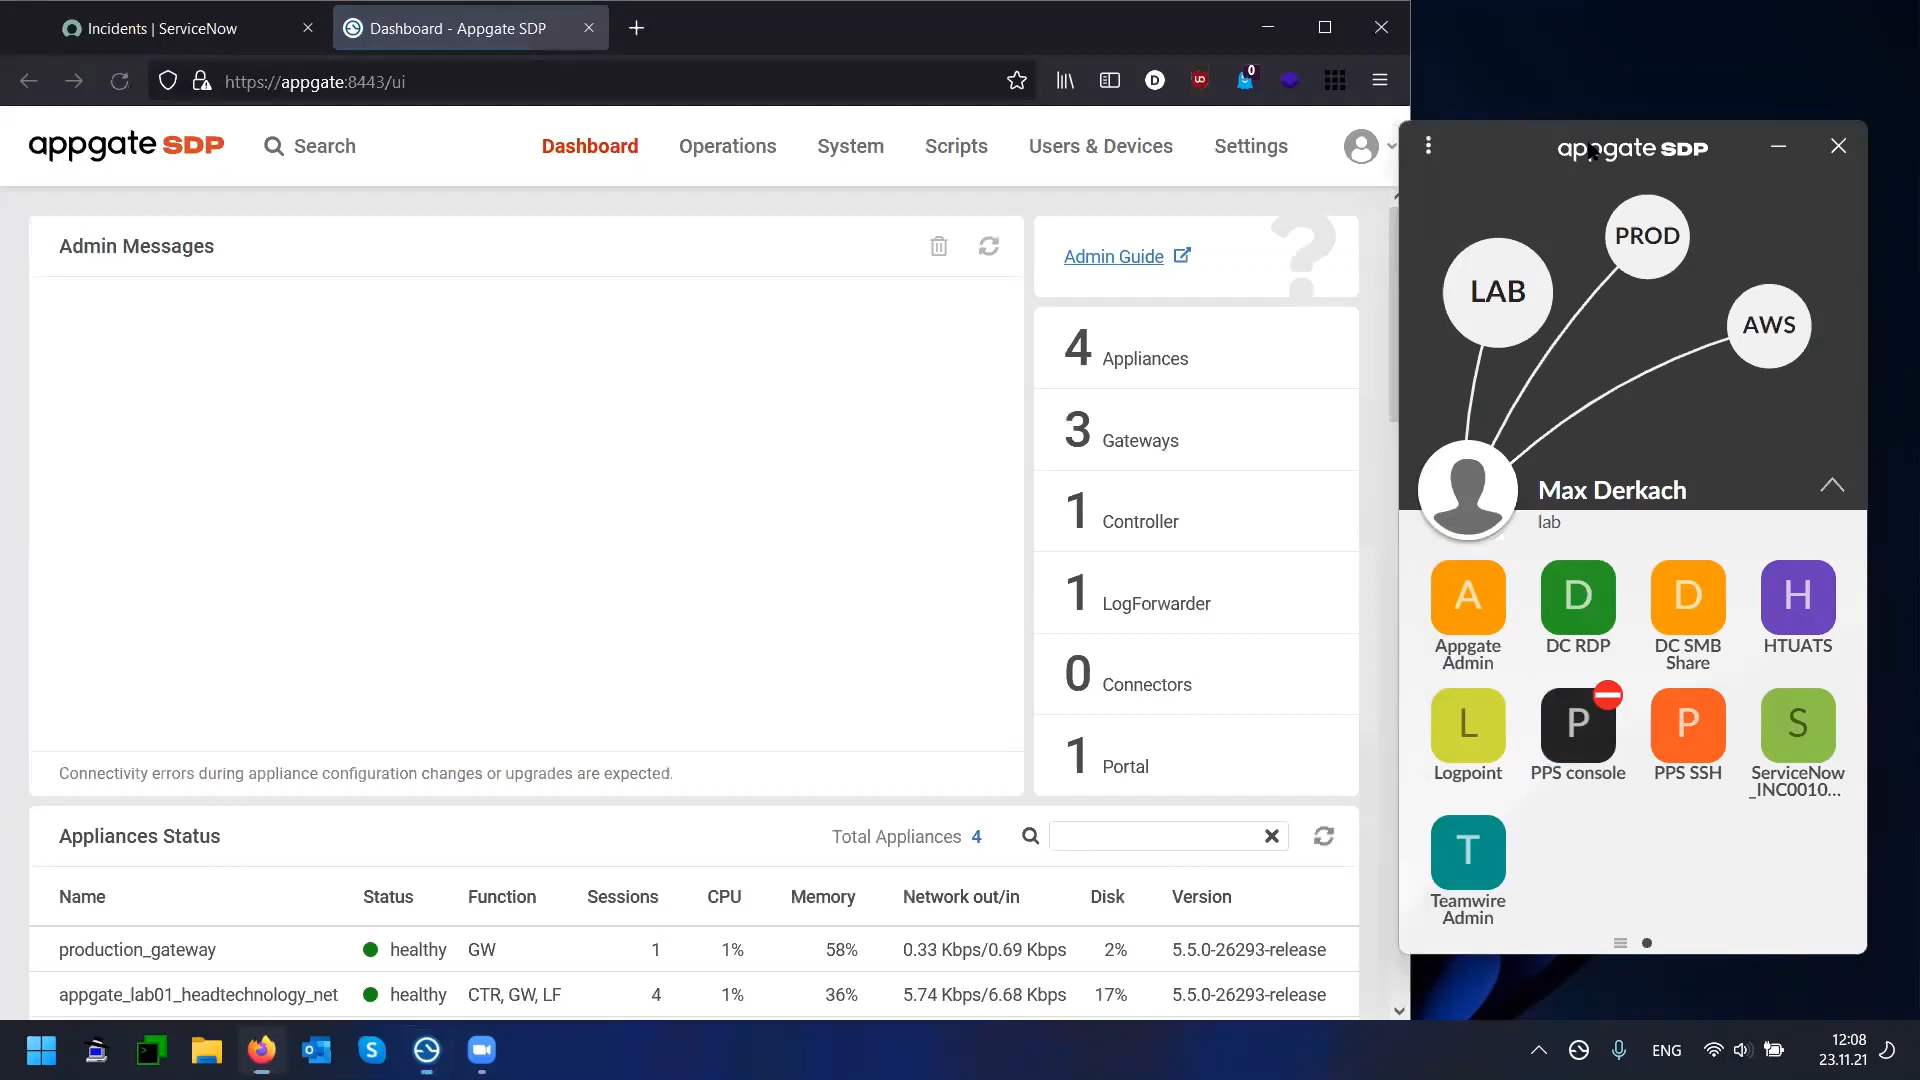 Incidents | ServiceNow
Dashboard - Appgate SDP
https://appgate:8443/ui
0
appgate SDP
Search
Dashboard
Operations
System
Scripts
Users & Devices
Settings
Admin Messages
Connectivity errors during appliance configuration changes or upgrades are expected.
Admin Guide
?
4 Appliances
3 Gateways
1 Controller
1 LogForwarder
0 Connectors
1 Portal
Appliances Status
Total Appliances 4
Name Status Function Sessions CPU Memory Network out/in Disk Version
production_gateway healthy GW 1 1% 58% 0.33 Kbps/0.69 Kbps 2% 5.5.0-26293-release
appgate_lab01_headtechnology_net healthy CTR, GW, LF 4 1% 36% 5.74 Kbps/6.68 Kbps 17% 5.5.0-26293-release
appgate SDP
PROD
LAB
AWS
Max Derkach
lab
A
Appgate
Admin
D
DC RDP
D
DC SMB
Share
H
HTUATS
L
Logpoint
P
PPS console
P
PPS SSH
S
ServiceNow
_INC0010...
T
Teamwire
Admin
ENG
12:08
23.11.21